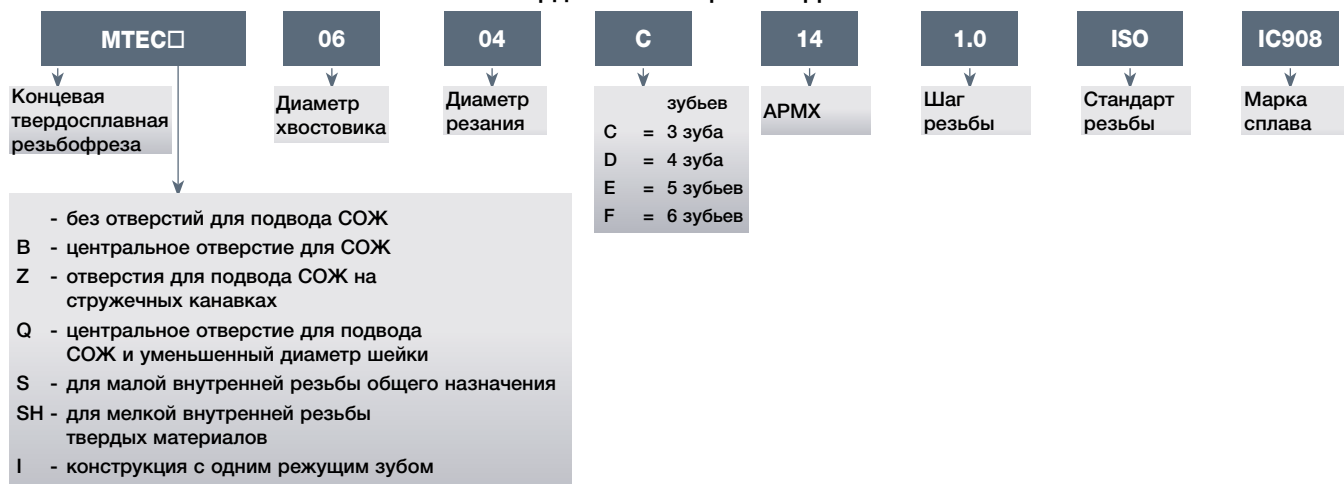 MTEC□ 06 04 C 14 1.0 ISO IC908
Концевая
твердосплавная
резьбофреза
Диаметр
хвостовика
Диаметр
резания
зубьев
C = 3 зуба
D = 4 зуба
E = 5 зубьев
F = 6 зубьев
APMX
Шаг
резьбы
Стандарт
резьбы
Марка
сплава
- без отверстий для подвода СОЖ
B - центральное отверстие для СОЖ
Z - отверстия для подвода СОЖ на
стружечных канавках
Q - центральное отверстие для подвода
СОЖ и уменьшенный диаметр шейки
S - для малой внутренней резьбы общего назначения
SH - для мелкой внутренней резьбы
твердых материалов
I - конструкция с одним режущим зубом